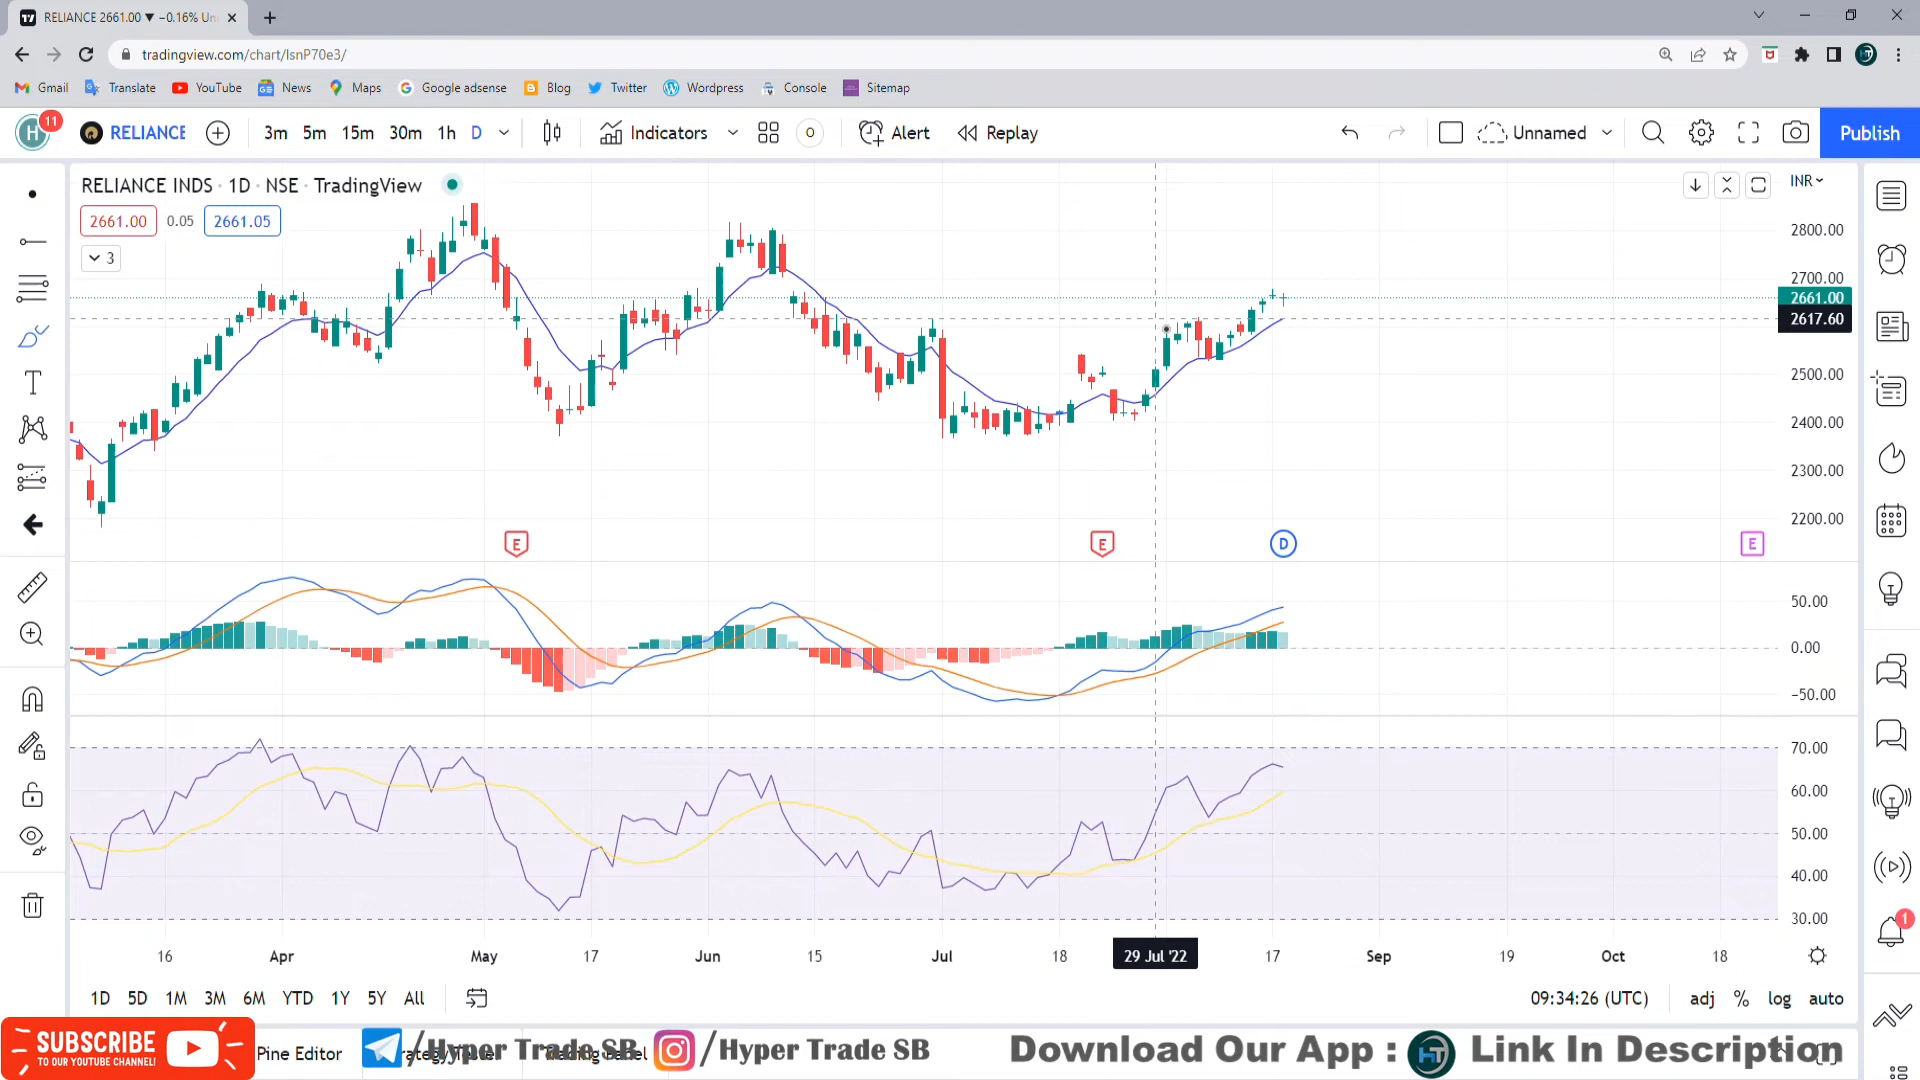 RELIANCE 2661.00 ▼ −0.16% Un
tradingview.com/chart/lsnP70e3/
Gmail Translate YouTube News Maps Google adsense Blog Twitter Wordpress Console Sitemap
H 11 RELIANCE 3m 5m 15m 30m 1h D Indicators Alert Replay Unnamed Publish
RELIANCE INDS · 1D · NSE · TradingView
INR
2661.00 0.05 2661.05
3
2800.00
2700.00
2661.00
2617.60
2500.00
2400.00
2300.00
2200.00
E E D E
50.00
0.00
−50.00
70.00
60.00
50.00
40.00
30.00
16 Apr May 17 Jun 15 Jul 18 29 Jul '22 17 Sep 19 Oct 18
1D 5D 1M 3M 6M YTD 1Y 5Y All 09:34:26 (UTC) adj % log auto
1
SUBSCRIBE
TO OUR YOUTUBE CHANNEL!
Pine Editor
/Hyper Trade SB /Hyper Trade SB
Download Our App : HT Link In Description